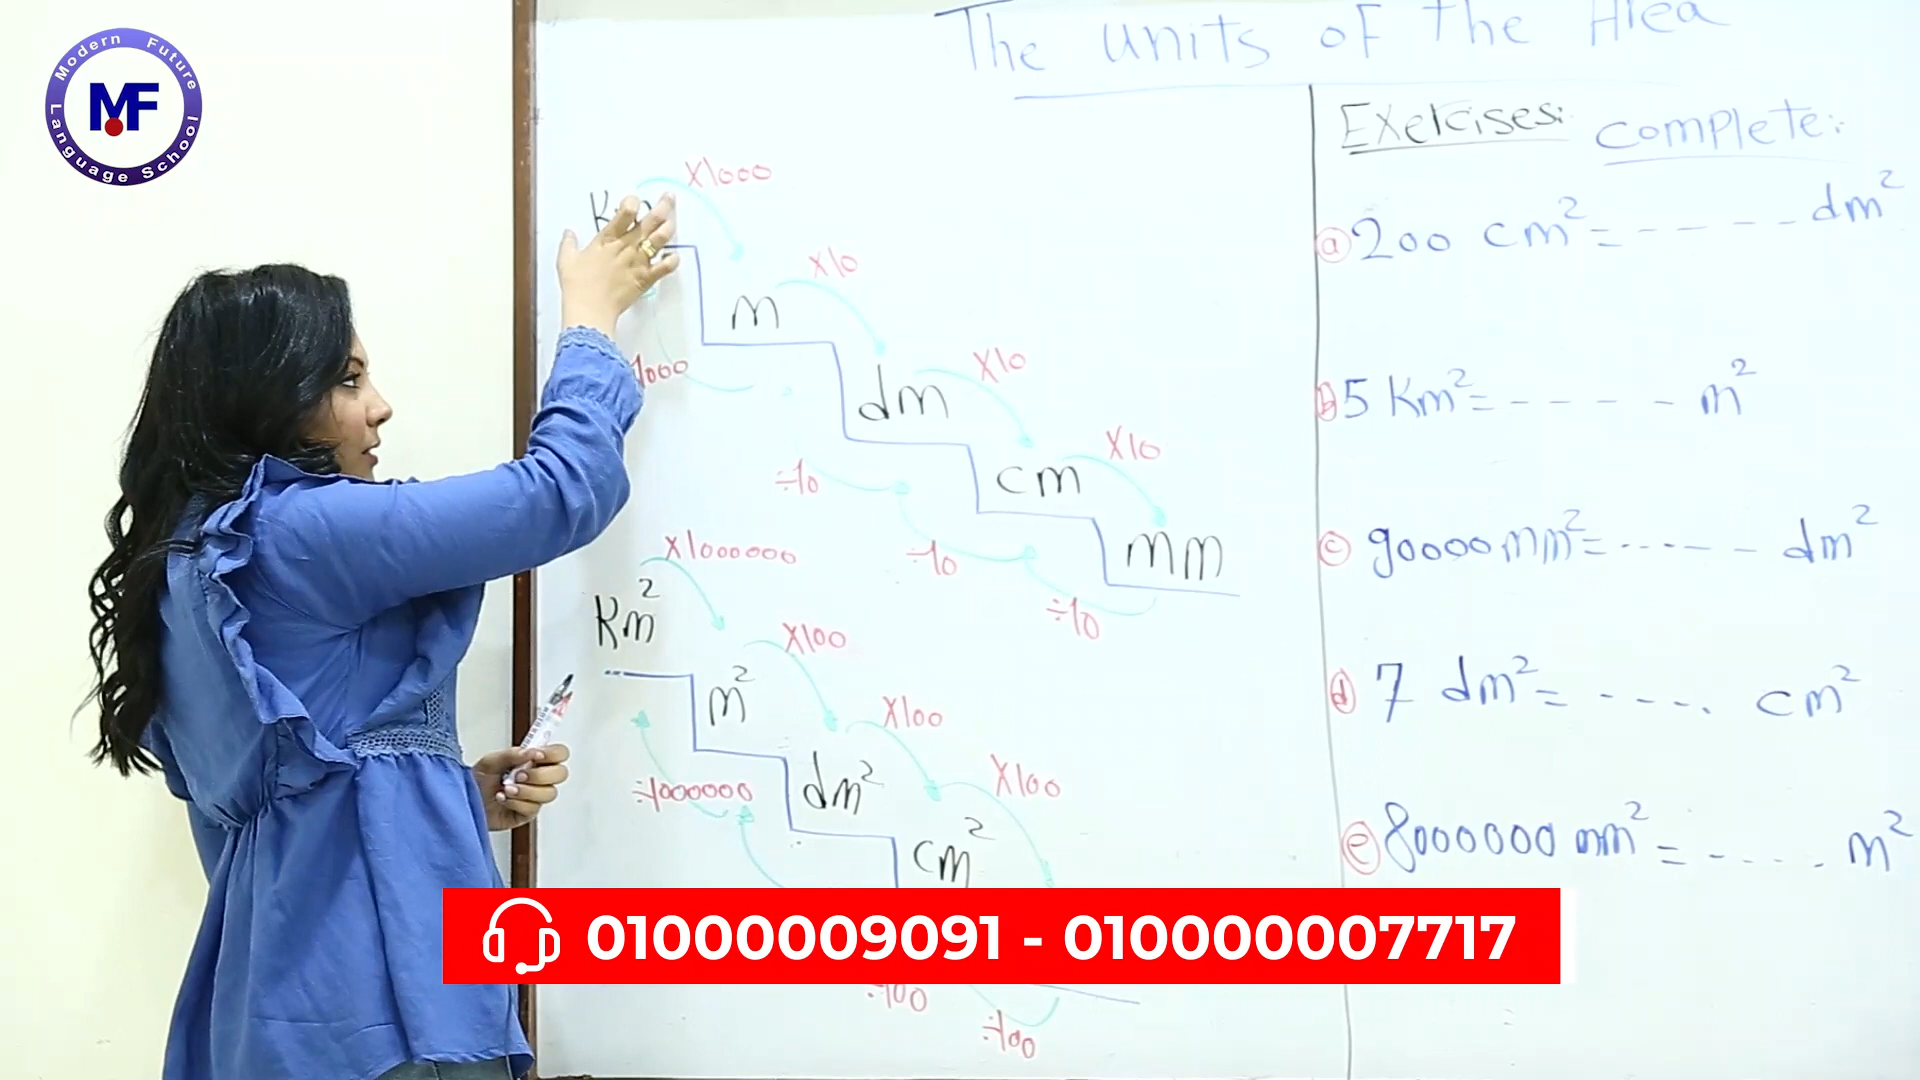 Modern Future
Language School
MF
The units of the Area
Exercises: complete:
Km
X1000
m
X10
dm
X10
cm
X10
mm
1000
÷10
÷10
÷10
Km²
X1000000
m²
X100
dm²
X100
cm²
X100
÷1000000
÷100
÷100
a 200 cm² = - - - - - dm²
b 5 Km² = - - - - - m²
c 90000 mm² = ....- - - dm²
d 7 dm² = - - - . . cm²
e 8000000 mm² = - . . . . m²
01000009091 - 010000007717